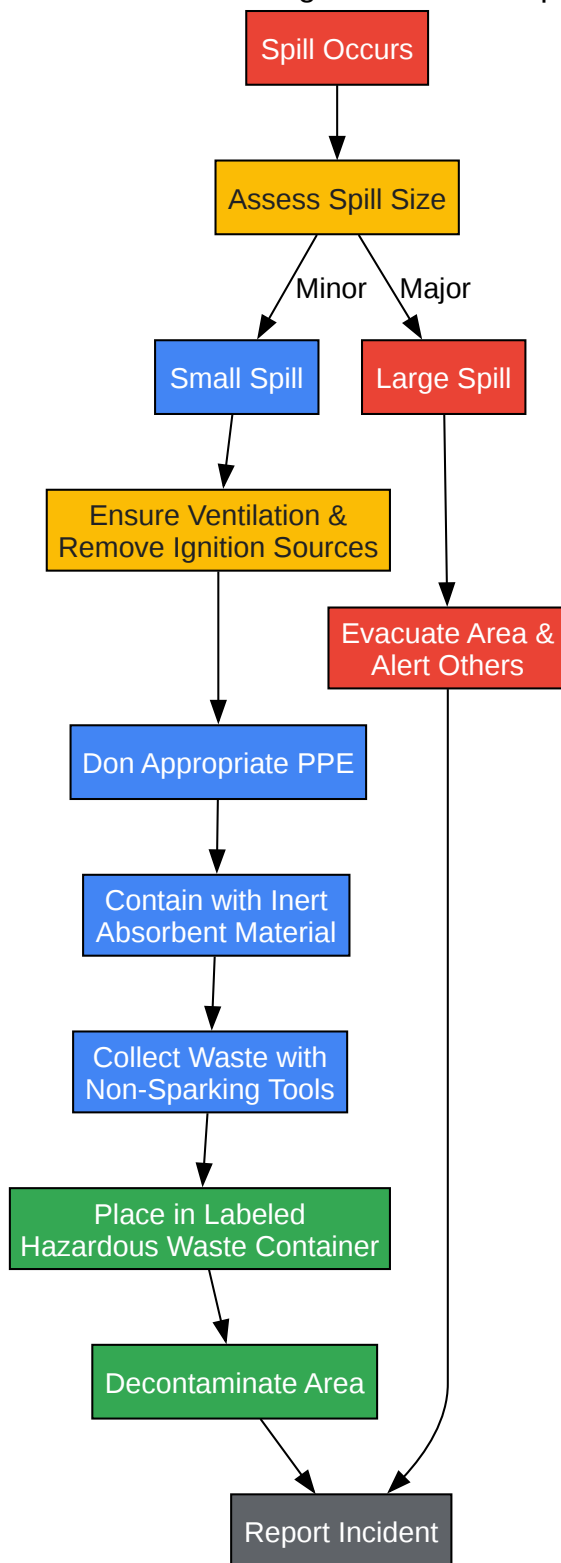 Spill Occurs
Assess Spill Size
Minor
Major
Small Spill
Large Spill
Ensure Ventilation &
Remove Ignition Sources
Evacuate Area &
Alert Others
Don Appropriate PPE
Contain with Inert
Absorbent Material
Collect Waste with
Non-Sparking Tools
Place in Labeled
Hazardous Waste Container
Decontaminate Area
Report Incident